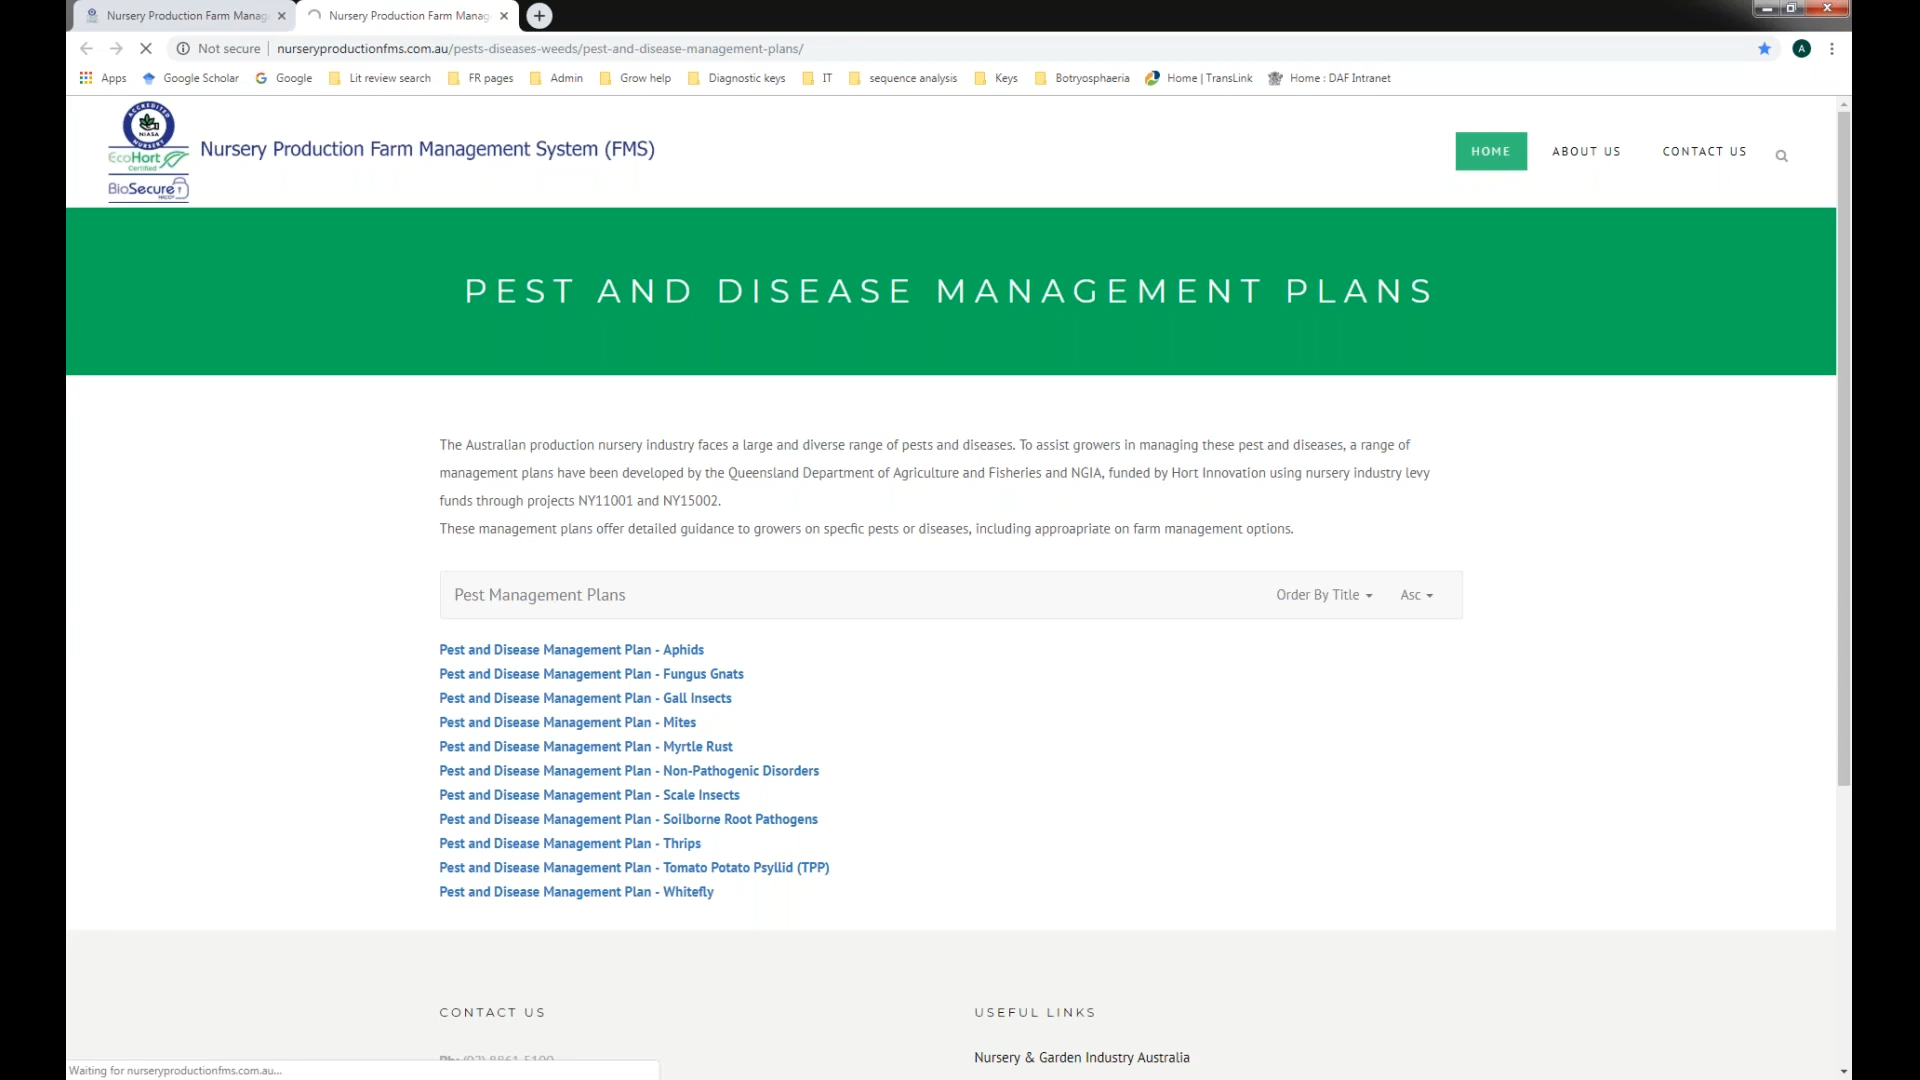 Nursery Production Farm Manag
Nursery Production Farm Manag
Not secure
nurseryproductionfms.com.au/pests-diseases-weeds/pest-and-disease-management-plans/
A
Apps
Google Scholar
Google
Lit review search
FR pages
Admin
Grow help
Diagnostic keys
IT
sequence analysis
Keys
Botryosphaeria
Home | TransLink
Home : DAF Intranet
ACCREDITED
NIASA
NURSERY
EcoHort
Certified
BioSecure
HACCP
Nursery Production Farm Management System (FMS)
HOME
ABOUT US
CONTACT US
PEST AND DISEASE MANAGEMENT PLANS
The Australian production nursery industry faces a large and diverse range of pests and diseases. To assist growers in managing these pest and diseases, a range of
management plans have been developed by the Queensland Department of Agriculture and Fisheries and NGIA, funded by Hort Innovation using nursery industry levy
funds through projects NY11001 and NY15002.
These management plans offer detailed guidance to growers on specfic pests or diseases, including approapriate on farm management options.
Pest Management Plans
Order By Title
Asc
Pest and Disease Management Plan - Aphids
Pest and Disease Management Plan - Fungus Gnats
Pest and Disease Management Plan - Gall Insects
Pest and Disease Management Plan - Mites
Pest and Disease Management Plan - Myrtle Rust
Pest and Disease Management Plan - Non-Pathogenic Disorders
Pest and Disease Management Plan - Scale Insects
Pest and Disease Management Plan - Soilborne Root Pathogens
Pest and Disease Management Plan - Thrips
Pest and Disease Management Plan - Tomato Potato Psyllid (TPP)
Pest and Disease Management Plan - Whitefly
CONTACT US
USEFUL LINKS
Ph: (02) 8861 5100
Nursery & Garden Industry Australia
Waiting for nurseryproductionfms.com.au...